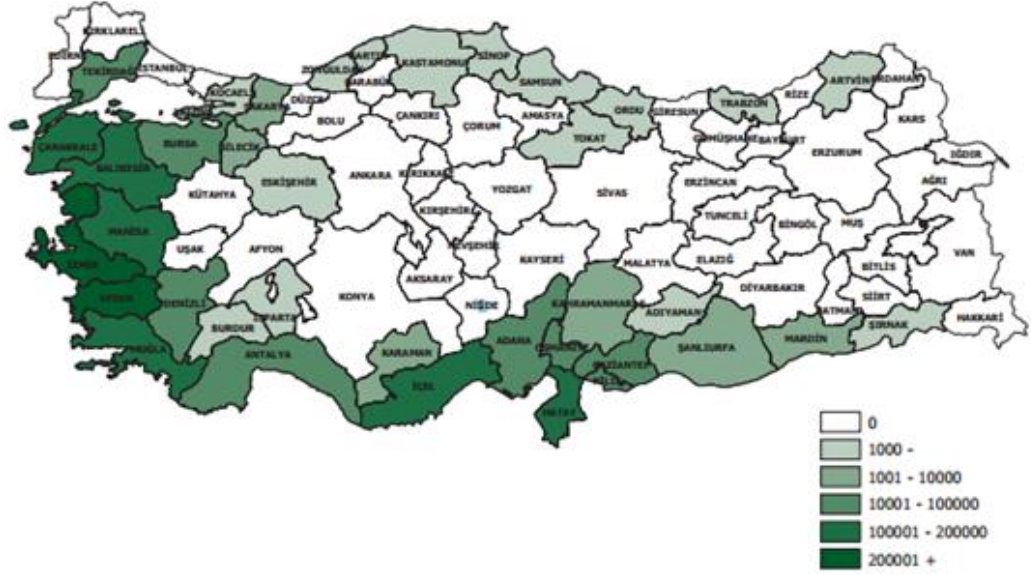 KIRKLARELİ
EDİRNE
TEKİRDAĞ
İSTANBUL
KOCAELİ
SAKARYA
DÜZCE
ZONGULDAK
BARTIN
KARABÜK
KASTAMONU
SİNOP
SAMSUN
ORDU
GİRESUN
TRABZON
RİZE
ARTVİN
ARDAHAN
KARS
BOLU
ÇANKIRI
ÇORUM
AMASYA
TOKAT
GÜMÜŞHANE
BAYBURT
ERZURUM
IĞDIR
AĞRI
ÇANAKKALE
BALIKESİR
BURSA
BİLECİK
ESKİŞEHİR
KÜTAHYA
ANKARA
KIRIKKALE
KIRŞEHİR
YOZGAT
SİVAS
ERZİNCAN
TUNCELİ
BİNGÖL
MUŞ
VAN
MANİSA
İZMİR
UŞAK
AFYON
NEVŞEHİR
KAYSERİ
MALATYA
ELAZIĞ
BİTLİS
SİİRT
AYDIN
DENİZLİ
ISPARTA
BURDUR
KONYA
AKSARAY
NİĞDE
KAHRAMANMARAŞ
ADIYAMAN
DİYARBAKIR
BATMAN
ŞIRNAK
HAKKARİ
MUĞLA
ANTALYA
KARAMAN
İÇEL
ADANA
OSMANİYE
GAZİANTEP
KİLİS
ŞANLIURFA
MARDİN
HATAY
0
1000 -
1001 - 10000
10001 - 100000
100001 - 200000
200001 +